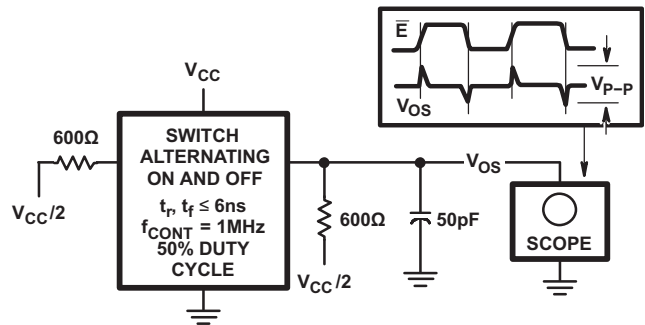 E
V_OS
V_P–P
V_CC
600Ω
V_CC/2
SWITCH
ALTERNATING
ON AND OFF
t_r, t_f ≤ 6ns
f_CONT = 1MHz
50% DUTY
CYCLE
600Ω
V_CC/2
50pF
V_OS
SCOPE